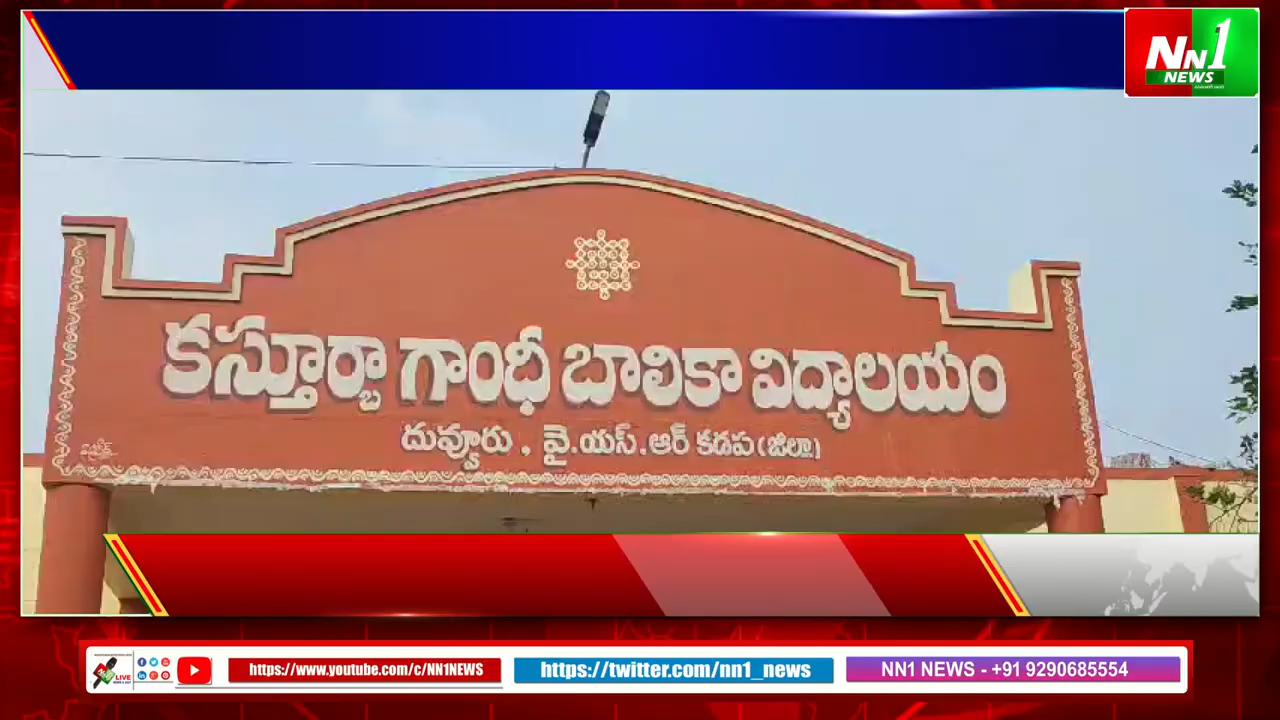 NN1
NEWS
కస్తూర్బా గాంధీ బాలికా విద్యాలయం
దువ్వూరు . వై.యస్.ఆర్ కడప (జిల్లా)
LIVE
https://www.youtube.com/c/NN1NEWS
https://twitter.com/nn1_news
NN1 NEWS - +91 9290685554